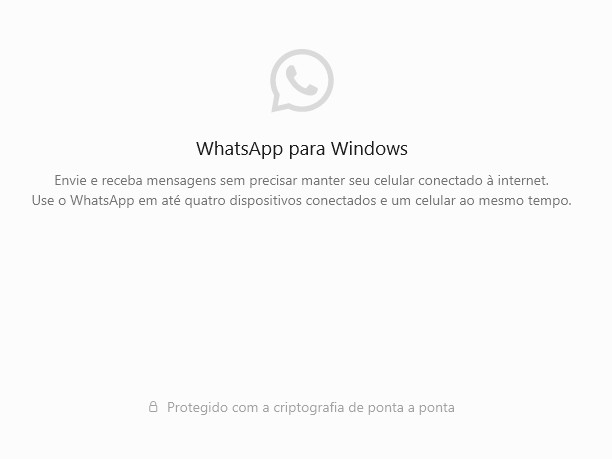 WhatsApp para Windows
Envie e receba mensagens sem precisar manter seu celular conectado à internet.
Use o WhatsApp em até quatro dispositivos conectados e um celular ao mesmo tempo.
Protegido com a criptografia de ponta a ponta